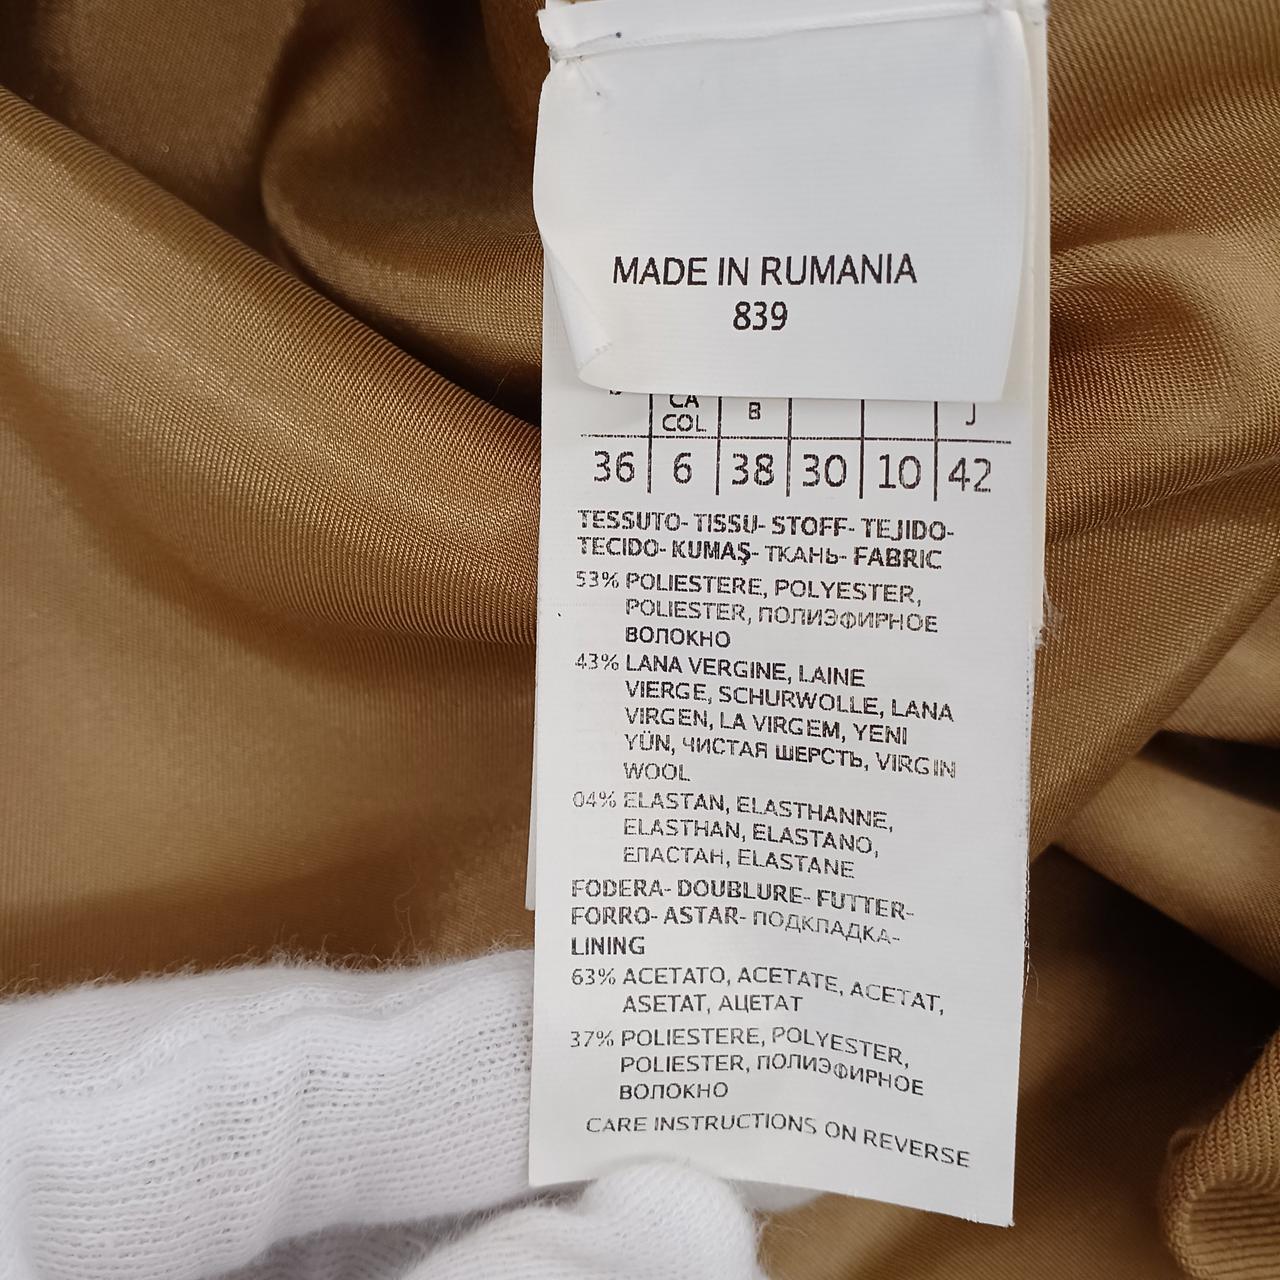 MADE IN RUMANIA
839
CA
COL
B
J
36 6 38 30 10 42
TESSUTO- TISSU- STOFF- TEJIDO-
TECIDO- KUMAŞ- ТКАНЬ- FABRIC
53% POLIESTERE, POLYESTER,
POLIESTER, ПОЛИЭФИРНОЕ
ВОЛОКНО
43% LANA VERGINE, LAINE
VIERGE, SCHURWOLLE, LANA
VIRGEN, LA VIRGEM, YENI
YÜN, ЧИСТАЯ ШЕРСТЬ, VIRGIN
WOOL
04% ELASTAN, ELASTHANNE,
ELASTHAN, ELASTANO,
ЕПАСТАН, ELASTANE
FODERA- DOUBLURE- FUTTER-
FORRO- ASTAR- ПОДКЛАДКА-
LINING
63% ACETATO, ACETATE, ACETAT,
ASETAT, АЦЕТАТ
37% POLIESTERE, POLYESTER,
POLIESTER, ПОЛИЭФИРНОЕ
ВОЛОКНО
CARE INSTRUCTIONS ON REVERSE